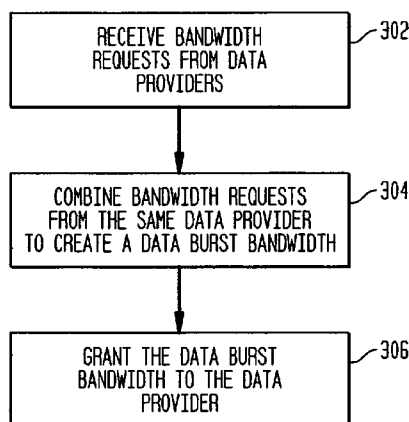 RECEIVE BANDWIDTH
REQUESTS FROM DATA
PROVIDERS
302
COMBINE BANDWIDTH REQUESTS
FROM THE SAME DATA PROVIDER
TO CREATE A DATA BURST BANDWIDTH
304
GRANT THE DATA BURST
BANDWIDTH TO THE DATA
PROVIDER
306